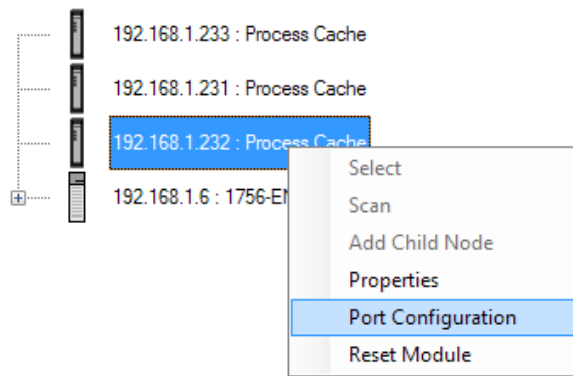 192.168.1.233 : Process Cache
192.168.1.231 : Process Cache
192.168.1.232 : Process Cache
192.168.1.6 : 1756-EN
Select
Scan
Add Child Node
Properties
Port Configuration
Reset Module